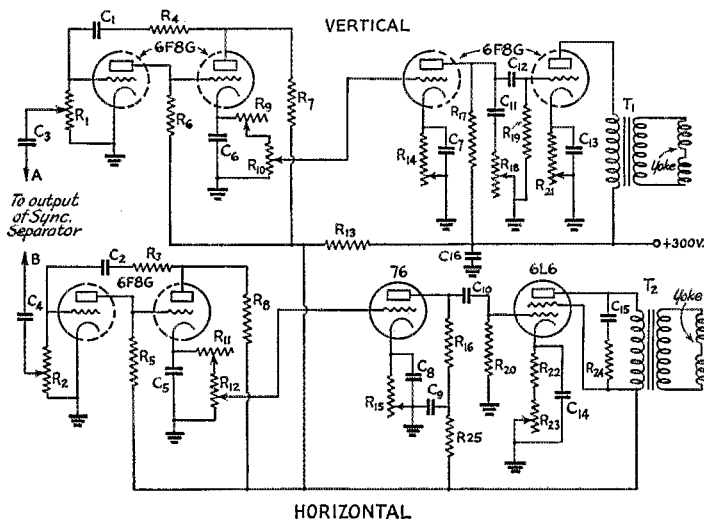 VERTICAL
C1
R4
6F8G
6F8G
C12
R1
C3
A
R6
R9
C6
R10
R7
R17
C11
R19
R14
C7
R18
R21
C13
T1
Yoke
To output
of Sync.
Separator
R13
+300V.
C16
B
C2
R3
6F8G
C4
R2
R5
R11
C5
R12
R8
76
C10
6L6
T2
Yoke
C15
R16
R20
R24
C8
R15
C9
R22
R23
C14
R25
HORIZONTAL